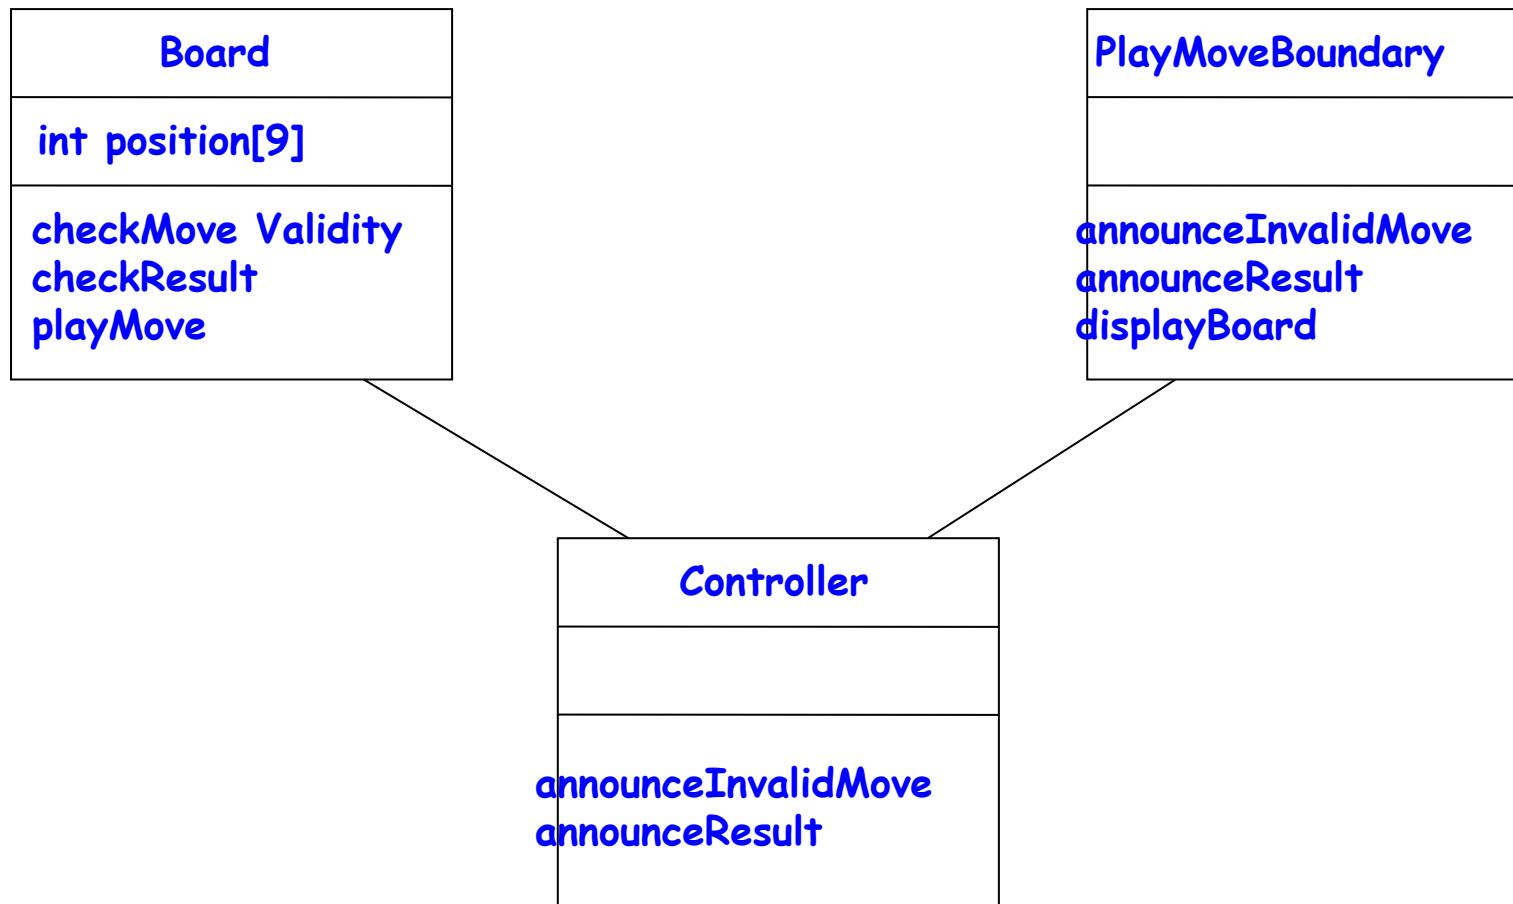 Board
int position[9]
checkMove Validity
checkResult
playMove
PlayMoveBoundary
announceInvalidMove
announceResult
displayBoard
Controller
announceInvalidMove
announceResult